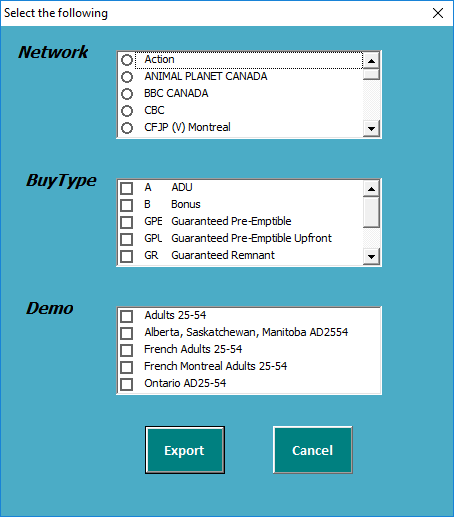 Select the following
Network
Action
ANIMAL PLANET CANADA
BBC CANADA
CBC
CFJP (V) Montreal
BuyType
A ADU
B Bonus
GPE Guaranteed Pre-Emptible
GPU Guaranteed Pre-Emptible Upfront
GR Guaranteed Remnant
Demo
Adults 25-54
Alberta, Saskatchewan, Manitoba AD2554
French Adults 25-54
French Montreal Adults 25-54
Ontario AD25-54
Export Cancel